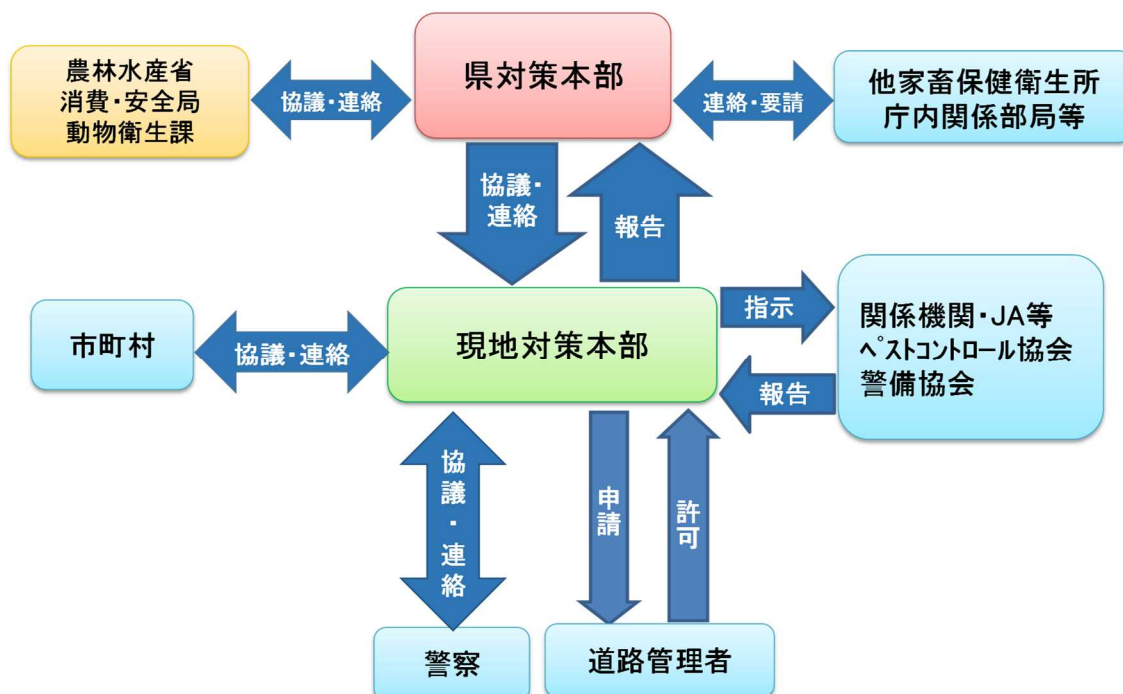 農林水産省
消費・安全局
動物衛生課
協議・連絡
県対策本部
連絡・要請
他家畜保健衛生所
庁内関係部局等
協議・
連絡
報告
市町村
協議・連絡
現地対策本部
指示
報告
関係機関・JA等
ペストコントロール協会
警備協会
協議・連絡
申請
許可
警察
道路管理者